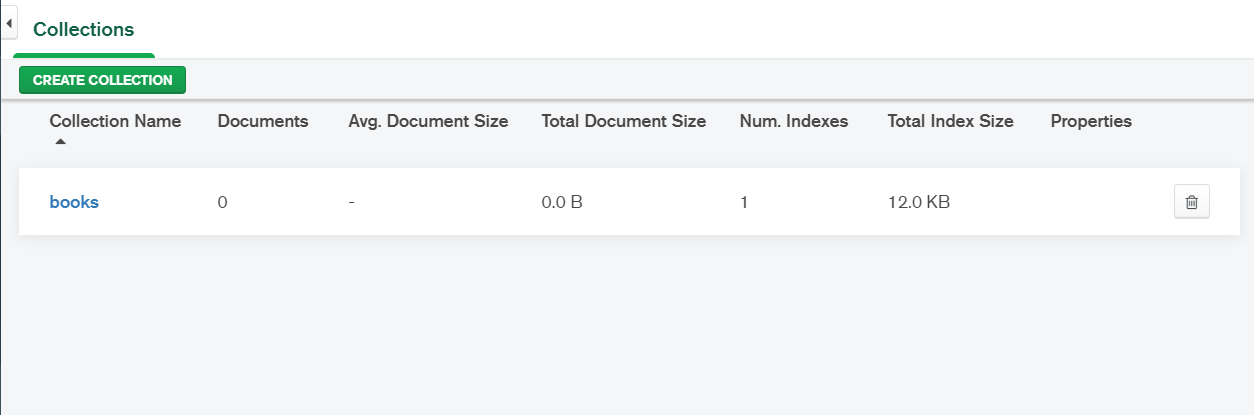 Collections
CREATE COLLECTION
Collection Name Documents Avg. Document Size Total Document Size Num. Indexes Total Index Size Properties
books 0 - 0.0 B 1 12.0 KB